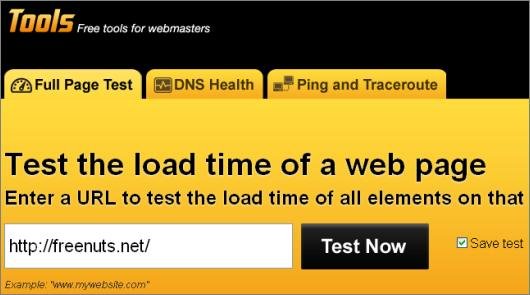 Tools Free tools for webmasters
Full Page Test DNS Health Ping and Traceroute
Test the load time of a web page
Enter a URL to test the load time of all elements on that
http://freenuts.net/ Test Now Save test
Example: "www.mywebsite.com"